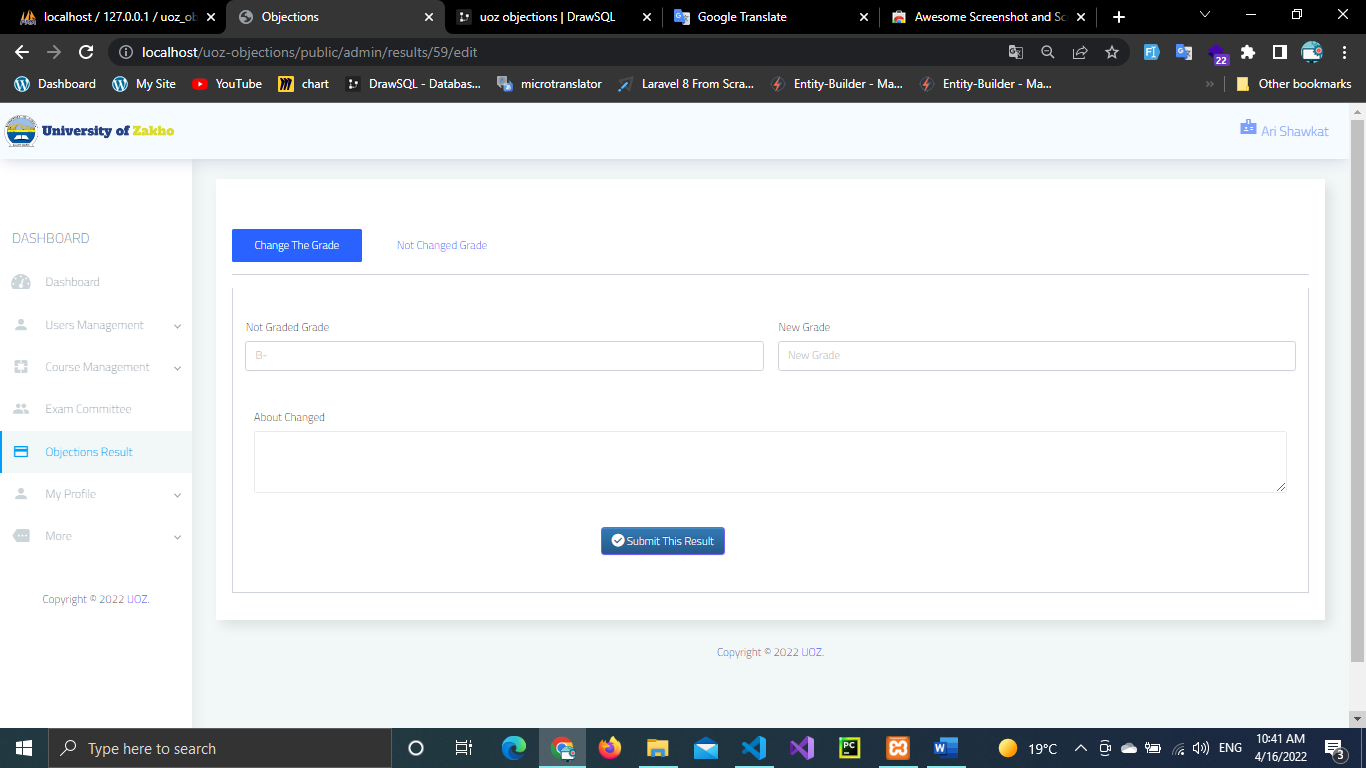 localhost / 127.0.0.1 / uoz_ob
Objections
uoz objections | DrawSQL
Google Translate
Awesome Screenshot and Sc
localhost/uoz-objections/public/admin/results/59/edit
22
Dashboard
My Site
YouTube
chart
DrawSQL - Databas...
microtranslator
Laravel 8 From Scra...
Entity-Builder - Ma...
Entity-Builder - Ma...
»
Other bookmarks
University of Zakho
Ari Shawkat
DASHBOARD
Dashboard
Users Management
Course Management
Exam Committee
Objections Result
My Profile
More
Copyright © 2022 UOZ.
Change The Grade
Not Changed Grade
Not Graded Grade
B-
New Grade
New Grade
About Changed
Submit This Result
Copyright © 2022 UOZ.
Type here to search
19°C
ENG
10:41 AM
4/16/2022
3